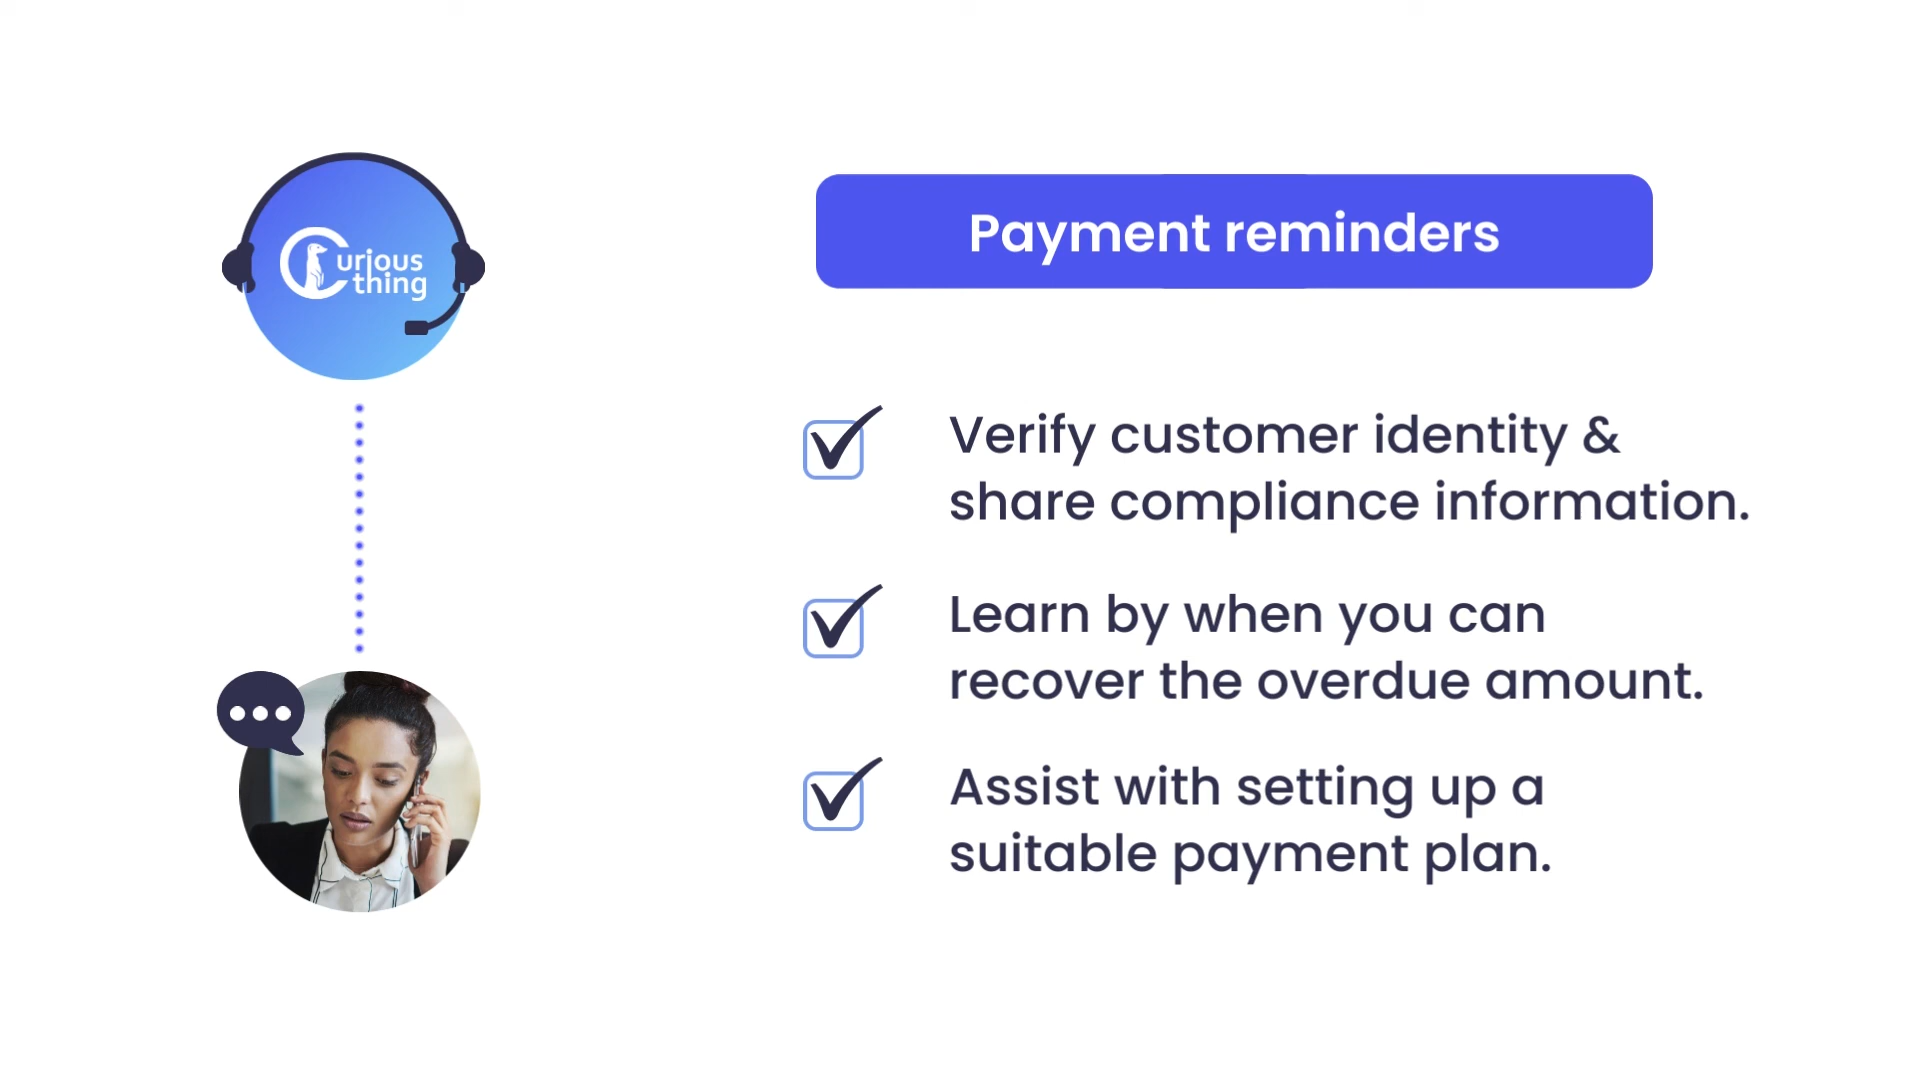 Curious
thing
Payment reminders
Verify customer identity &
share compliance information.
Learn by when you can
recover the overdue amount.
Assist with setting up a
suitable payment plan.